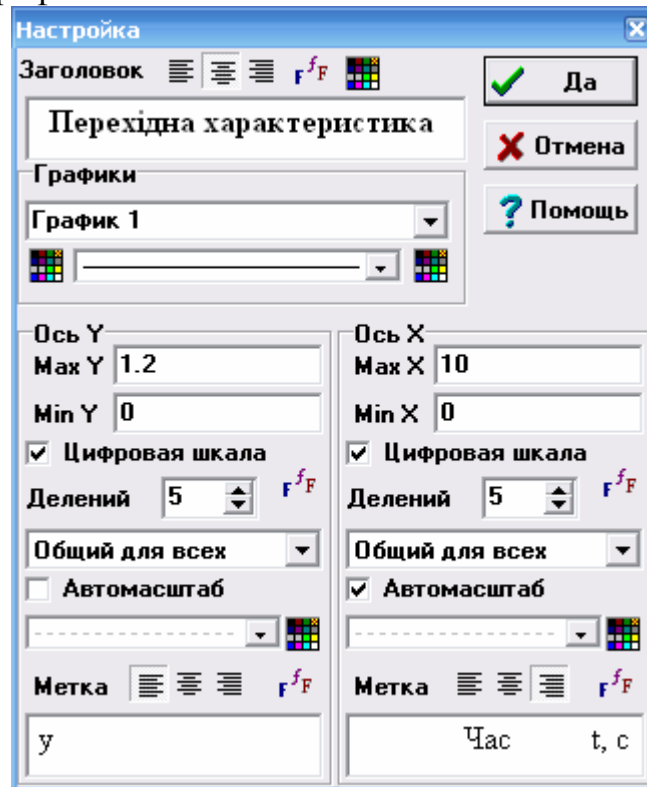 Настройка
Заголовок F f F
Да
Перехідна характеристика
Отмена
Графики
График 1
Помощь
Ось Y
Max Y 1.2
Min Y 0
Цифровая шкала
Делений 5 F f F
Общий для всех
Автомасштаб
Метка F f F
y
Ось X
Max X 10
Min X 0
Цифровая шкала
Делений 5 F f F
Общий для всех
Автомасштаб
Метка F f F
Час t, c